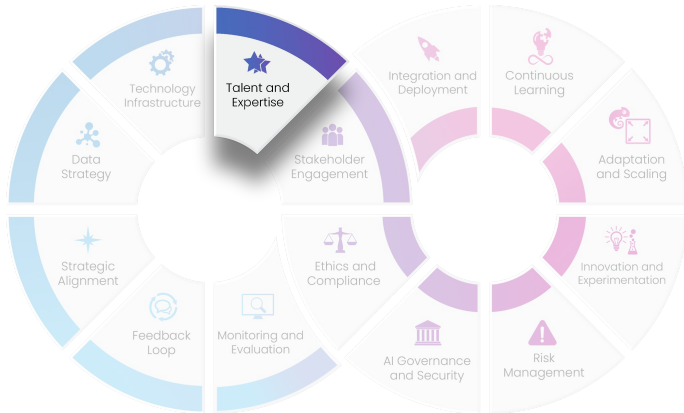 Technology
Infrastructure
Talent and
Expertise
Integration and
Deployment
Continuous
Learning
Data
Strategy
Stakeholder
Engagement
Adaptation
and Scaling
Strategic
Alignment
Ethics and
Compliance
Innovation and
Experimentation
Feedback
Loop
Monitoring and
Evaluation
AI Governance
and Security
Risk
Management